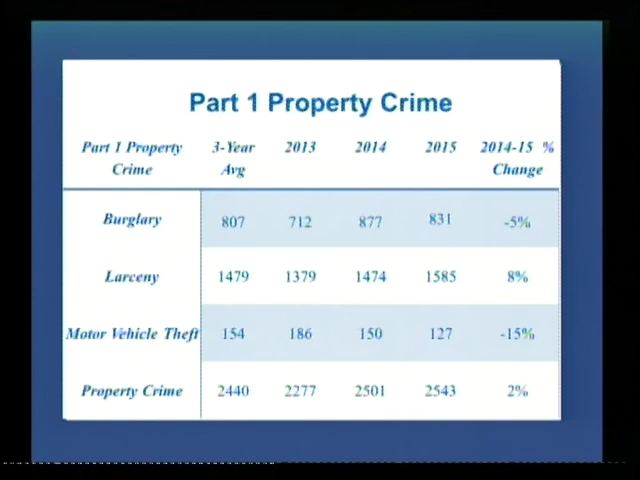 Part 1 Property Crime
Part 1 Property Crime 3-Year Avg 2013 2014 2015 2014-15 % Change
Burglary 807 712 877 831 -5%
Larceny 1479 1379 1474 1585 8%
Motor Vehicle Theft 154 186 150 127 -15%
Property Crime 2440 2277 2501 2543 2%